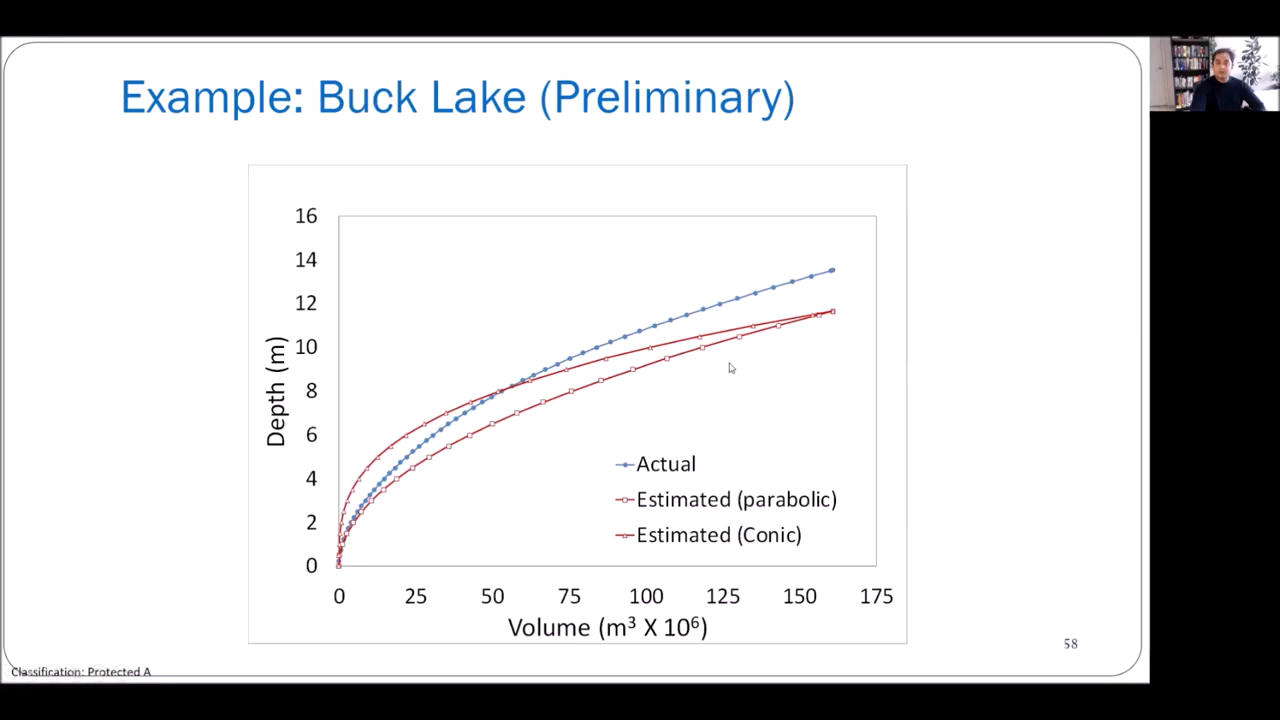 Example: Buck Lake (Preliminary)
16
14
12
10
8
6
4
2
0
Depth (m)
Actual
Estimated (parabolic)
Estimated (Conic)
0 25 50 75 100 125 150 175
Volume (m³ X 10⁶)
58
Classification: Protected A